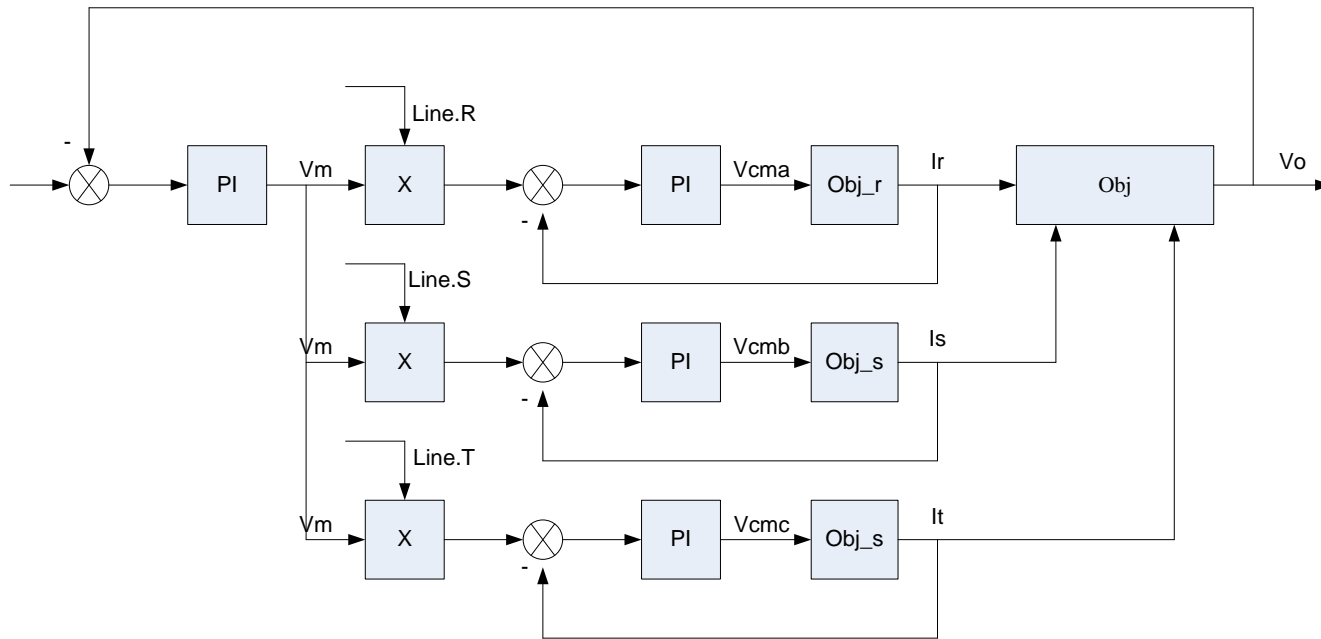 Line.R
-
PI
Vm
X
-
PI
Vcma
Obj_r
Ir
Obj
Vo
Line.S
Vm
X
-
PI
Vcmb
Obj_s
Is
Line.T
Vm
X
-
PI
Vcmc
Obj_s
It